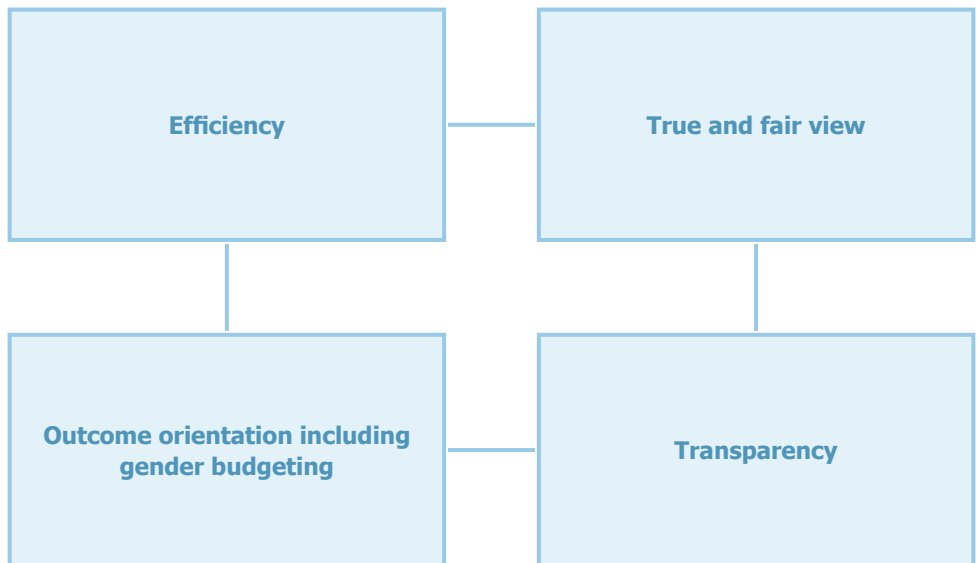 Efficiency
True and fair view
Outcome orientation including
gender budgeting
Transparency